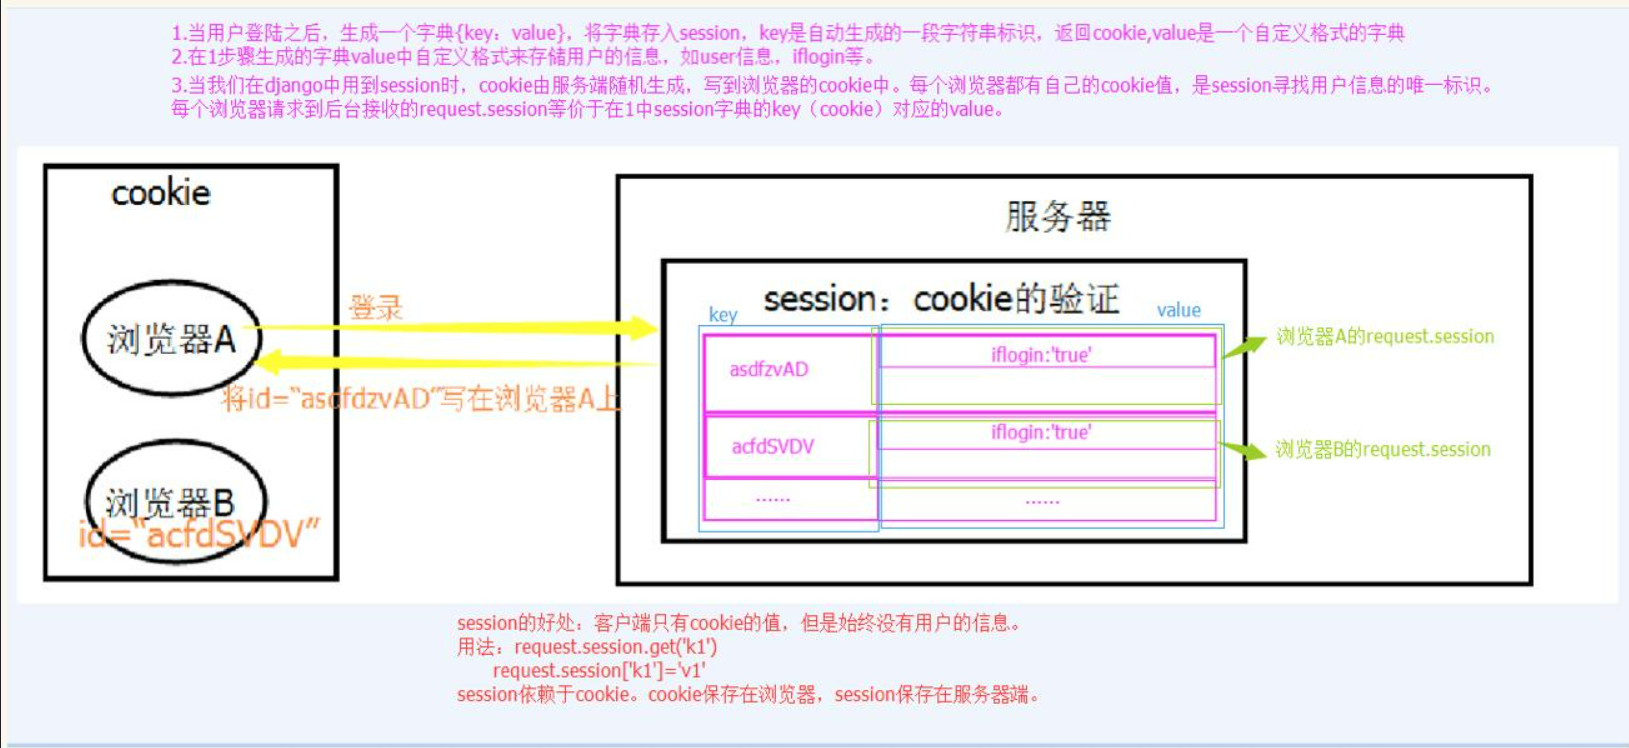 1.当用户登陆之后，生成一个字典{key：value}，将字典存入session，key是自动生成的一段字符串标识，返回cookie,value是一个自定义格式的字典
2.在1步骤生成的字典value中自定义格式来存储用户的信息，如user信息，iflogin等。
3.当我们在django中用到session时，cookie由服务端随机生成，写到浏览器的cookie中。每个浏览器都有自己的cookie值，是session寻找用户信息的唯一标识。
每个浏览器请求到后台接收的request.session等价于在1中session字典的key（cookie）对应的value。
cookie
浏览器A
浏览器B
id=“acfdSVDV”
登录
将id=“asdfdzvAD”写在浏览器A上
服务器
session：cookie的验证
key
value
asdfzvAD
iflogin:'true'
acfdSVDV
iflogin:'true'
......
......
浏览器A的request.session
浏览器B的request.session
session的好处：客户端只有cookie的值，但是始终没有用户的信息。
用法：request.session.get('k1')
request.session['k1']='v1'
session依赖于cookie。cookie保存在浏览器，session保存在服务器端。